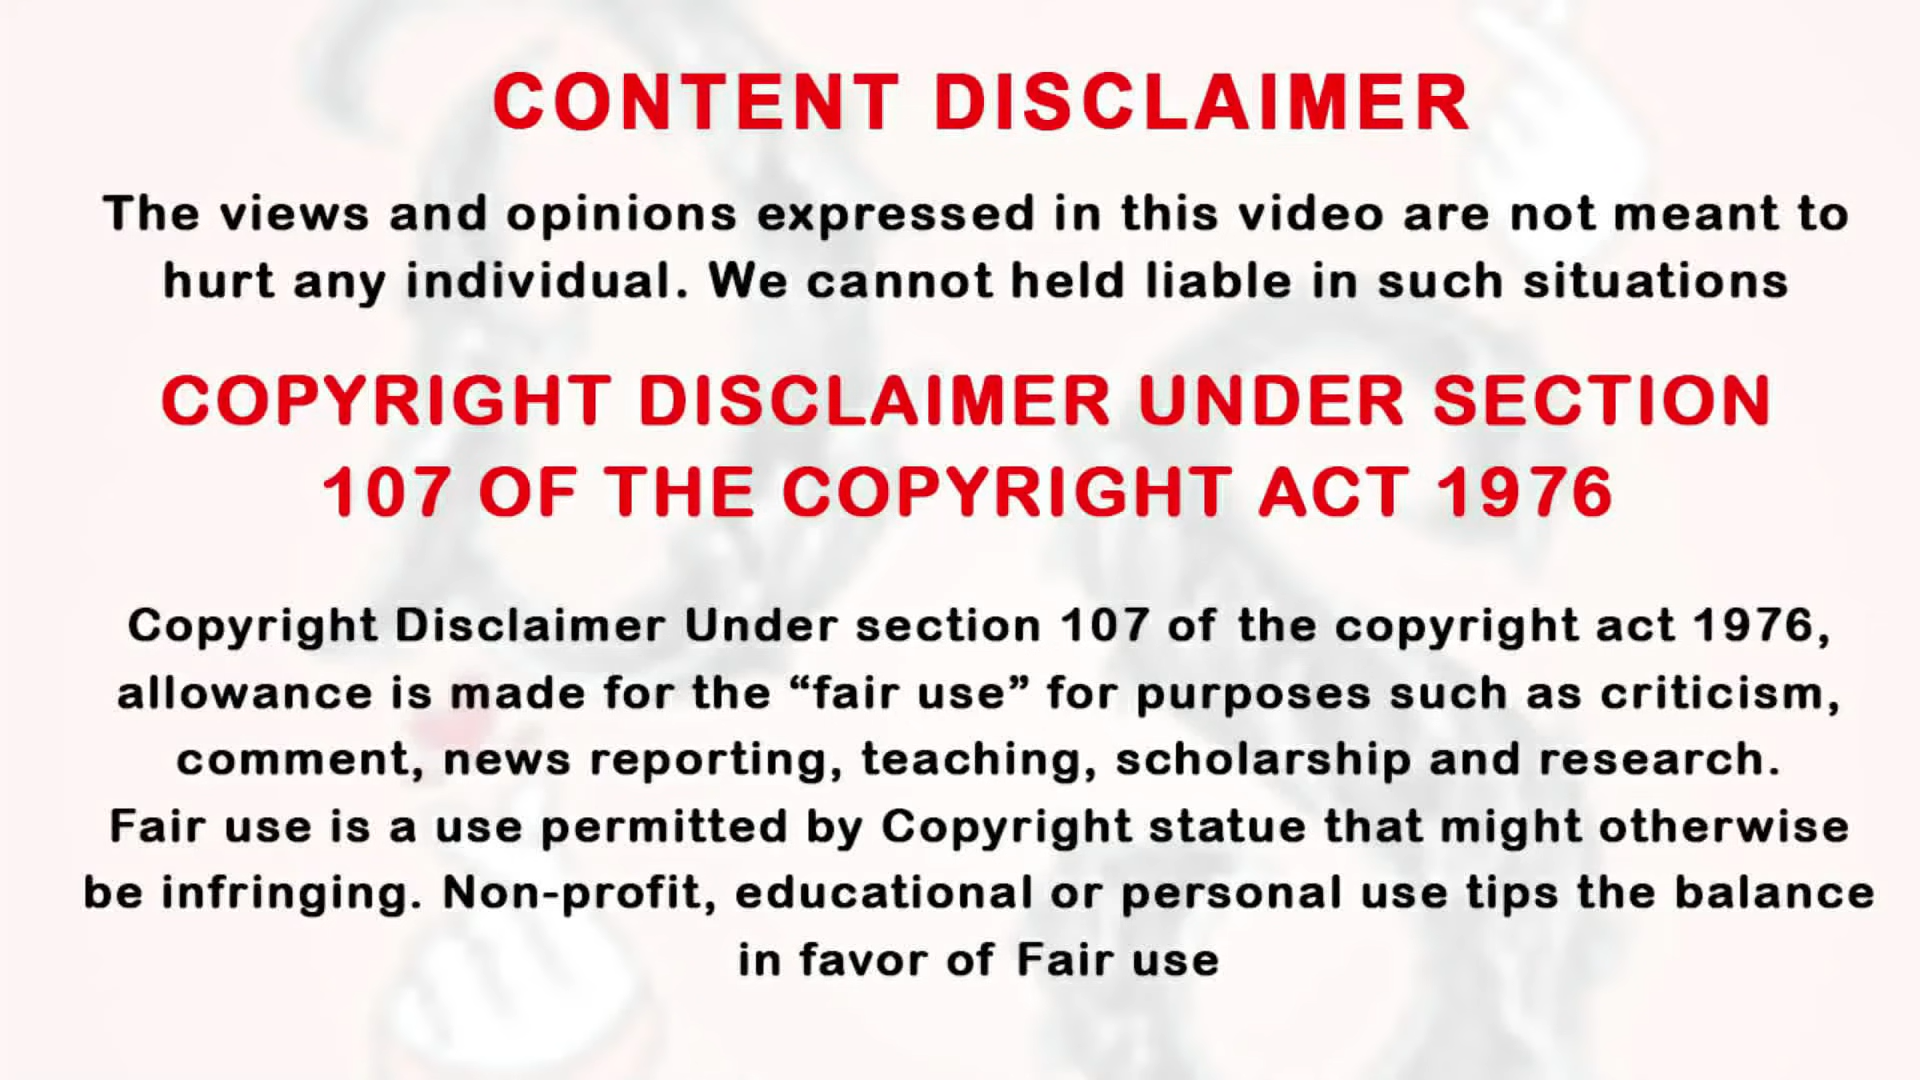 CONTENT DISCLAIMER
The views and opinions expressed in this video are not meant to
hurt any individual. We cannot held liable in such situations
COPYRIGHT DISCLAIMER UNDER SECTION
107 OF THE COPYRIGHT ACT 1976
Copyright Disclaimer Under section 107 of the copyright act 1976,
allowance is made for the “fair use” for purposes such as criticism,
comment, news reporting, teaching, scholarship and research.
Fair use is a use permitted by Copyright statue that might otherwise
be infringing. Non-profit, educational or personal use tips the balance
in favor of Fair use